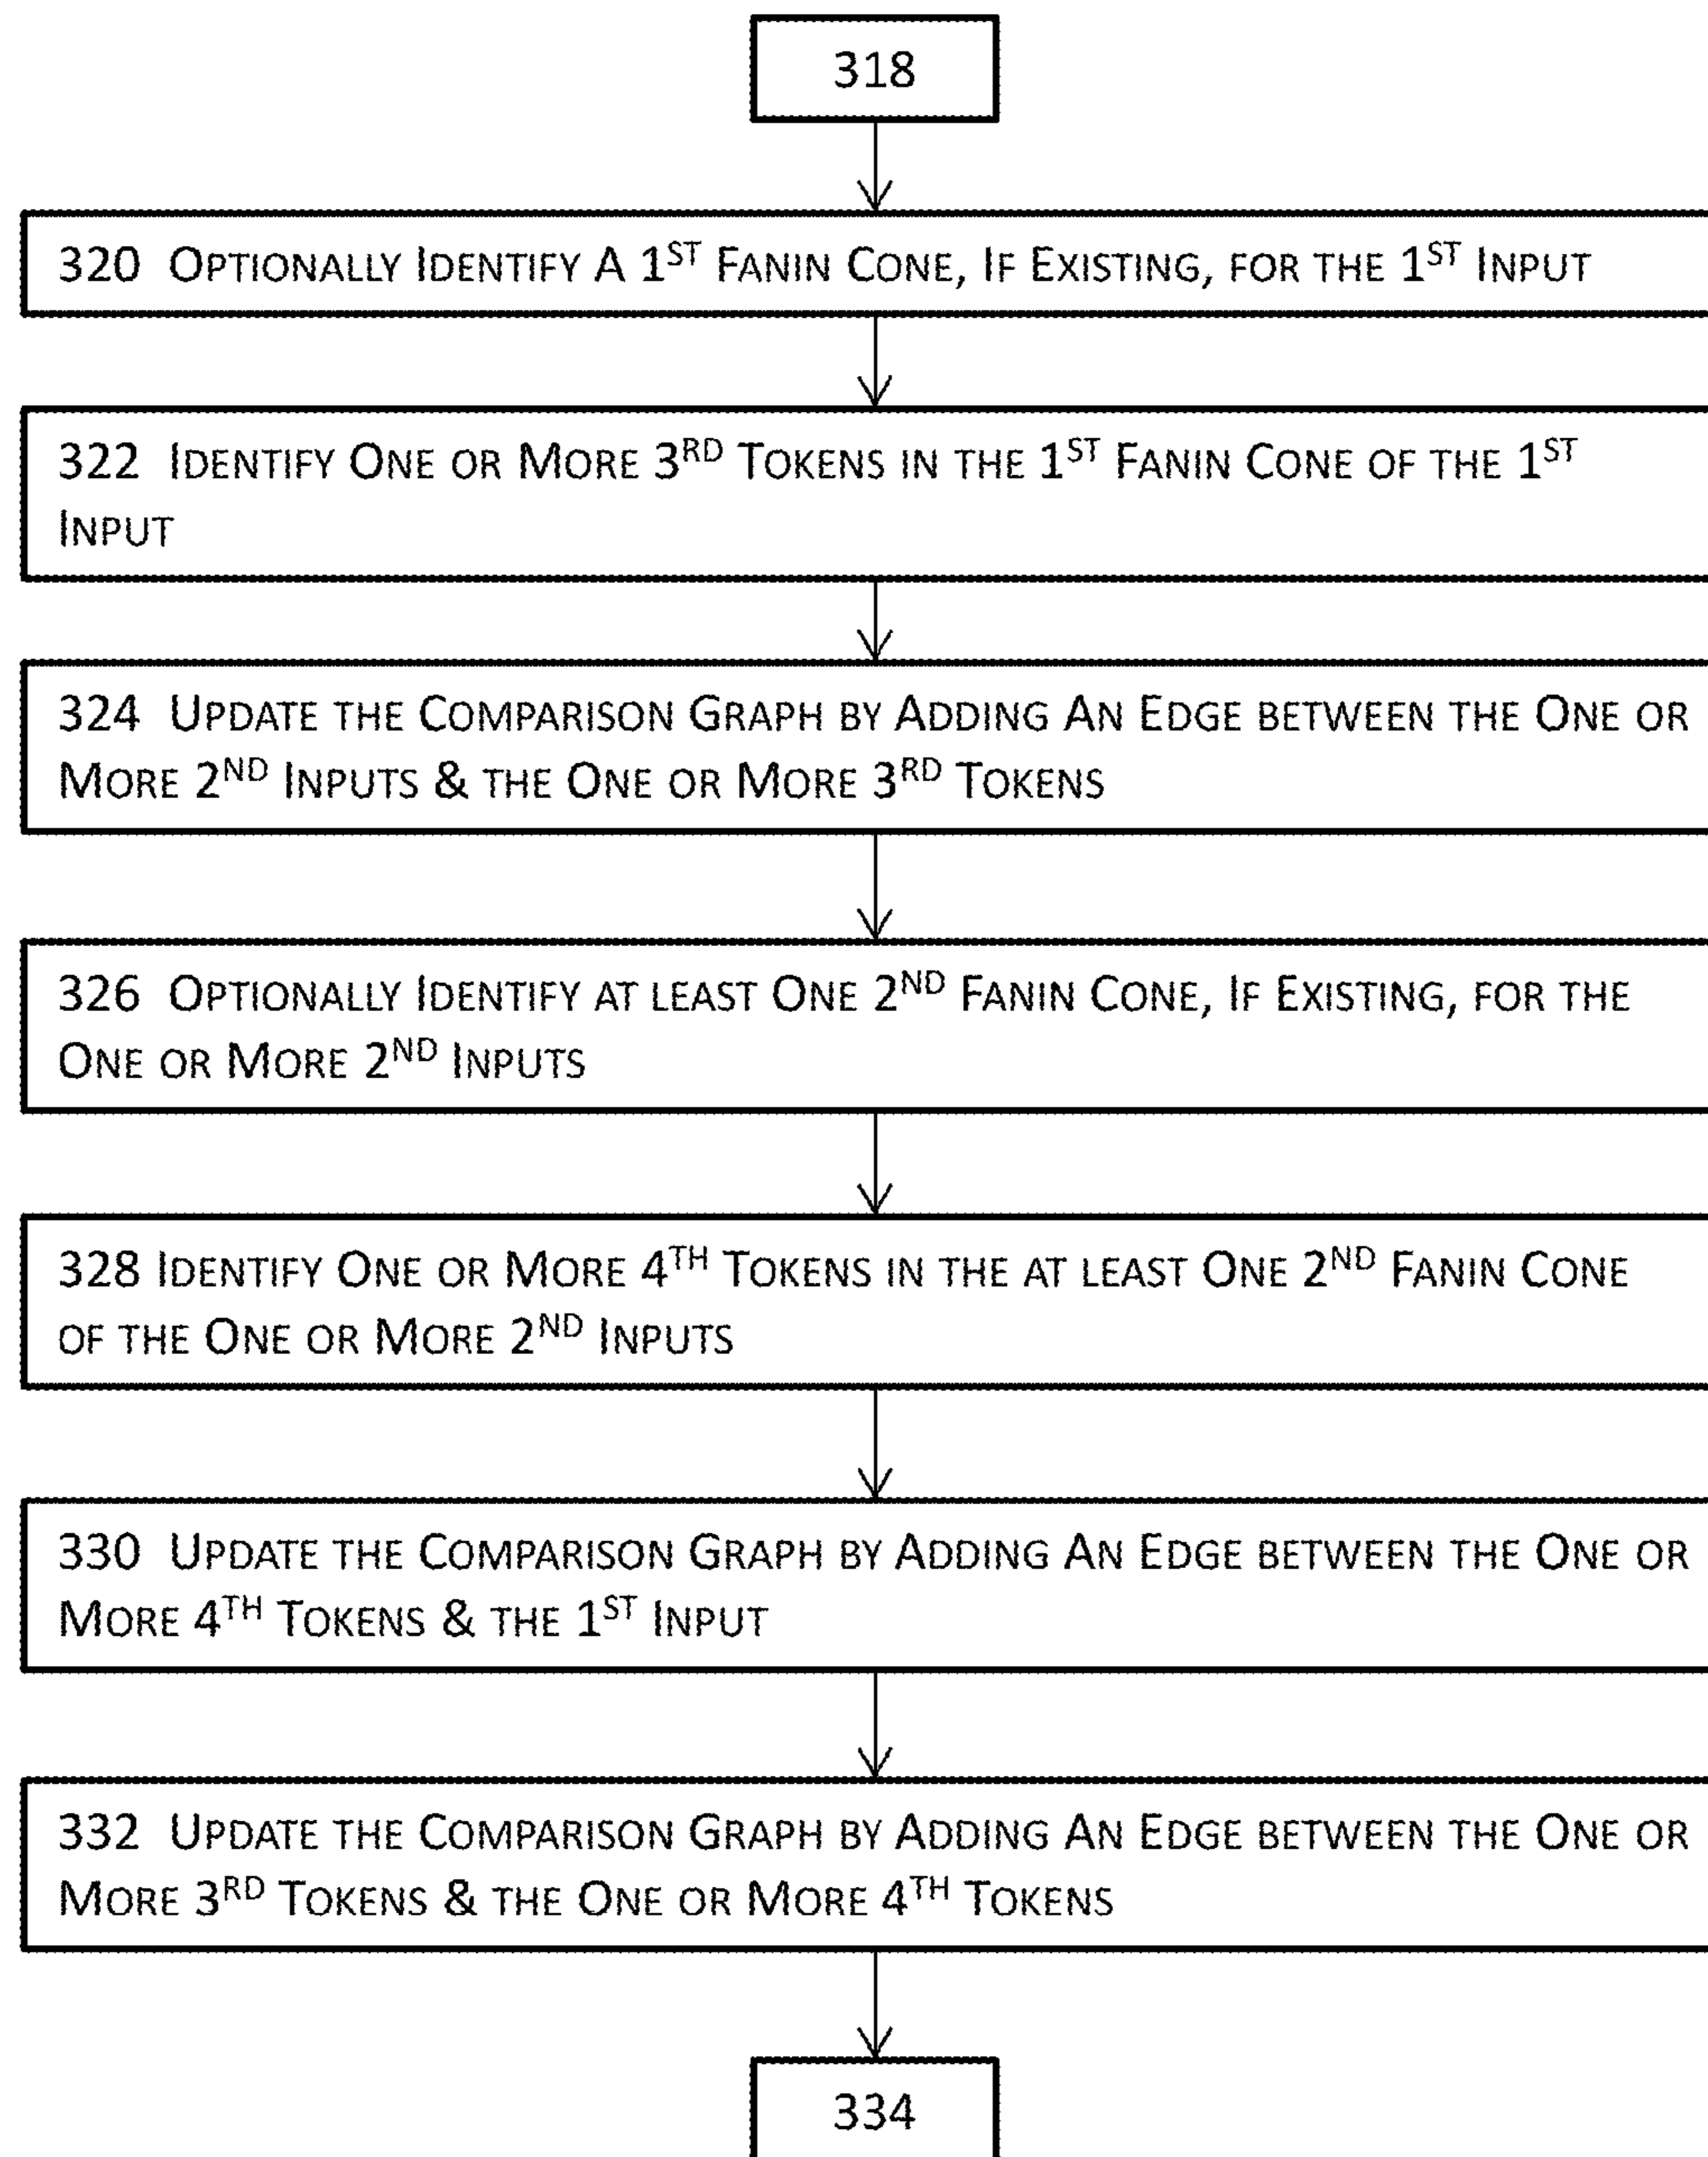 318
320 Optionally Identify A 1ST Fanin Cone, If Existing, for the 1ST Input
322 Identify One or More 3RD Tokens in the 1ST Fanin Cone of the 1ST
Input
324 Update the Comparison Graph by Adding An Edge between the One or
More 2ND Inputs & the One or More 3RD Tokens
326 Optionally Identify at least One 2ND Fanin Cone, If Existing, for the
One or More 2ND Inputs
328 Identify One or More 4TH Tokens in the at least One 2ND Fanin Cone
of the One or More 2ND Inputs
330 Update the Comparison Graph by Adding An Edge between the One or
More 4TH Tokens & the 1ST Input
332 Update the Comparison Graph by Adding An Edge between the One or
More 3RD Tokens & the One or More 4TH Tokens
334